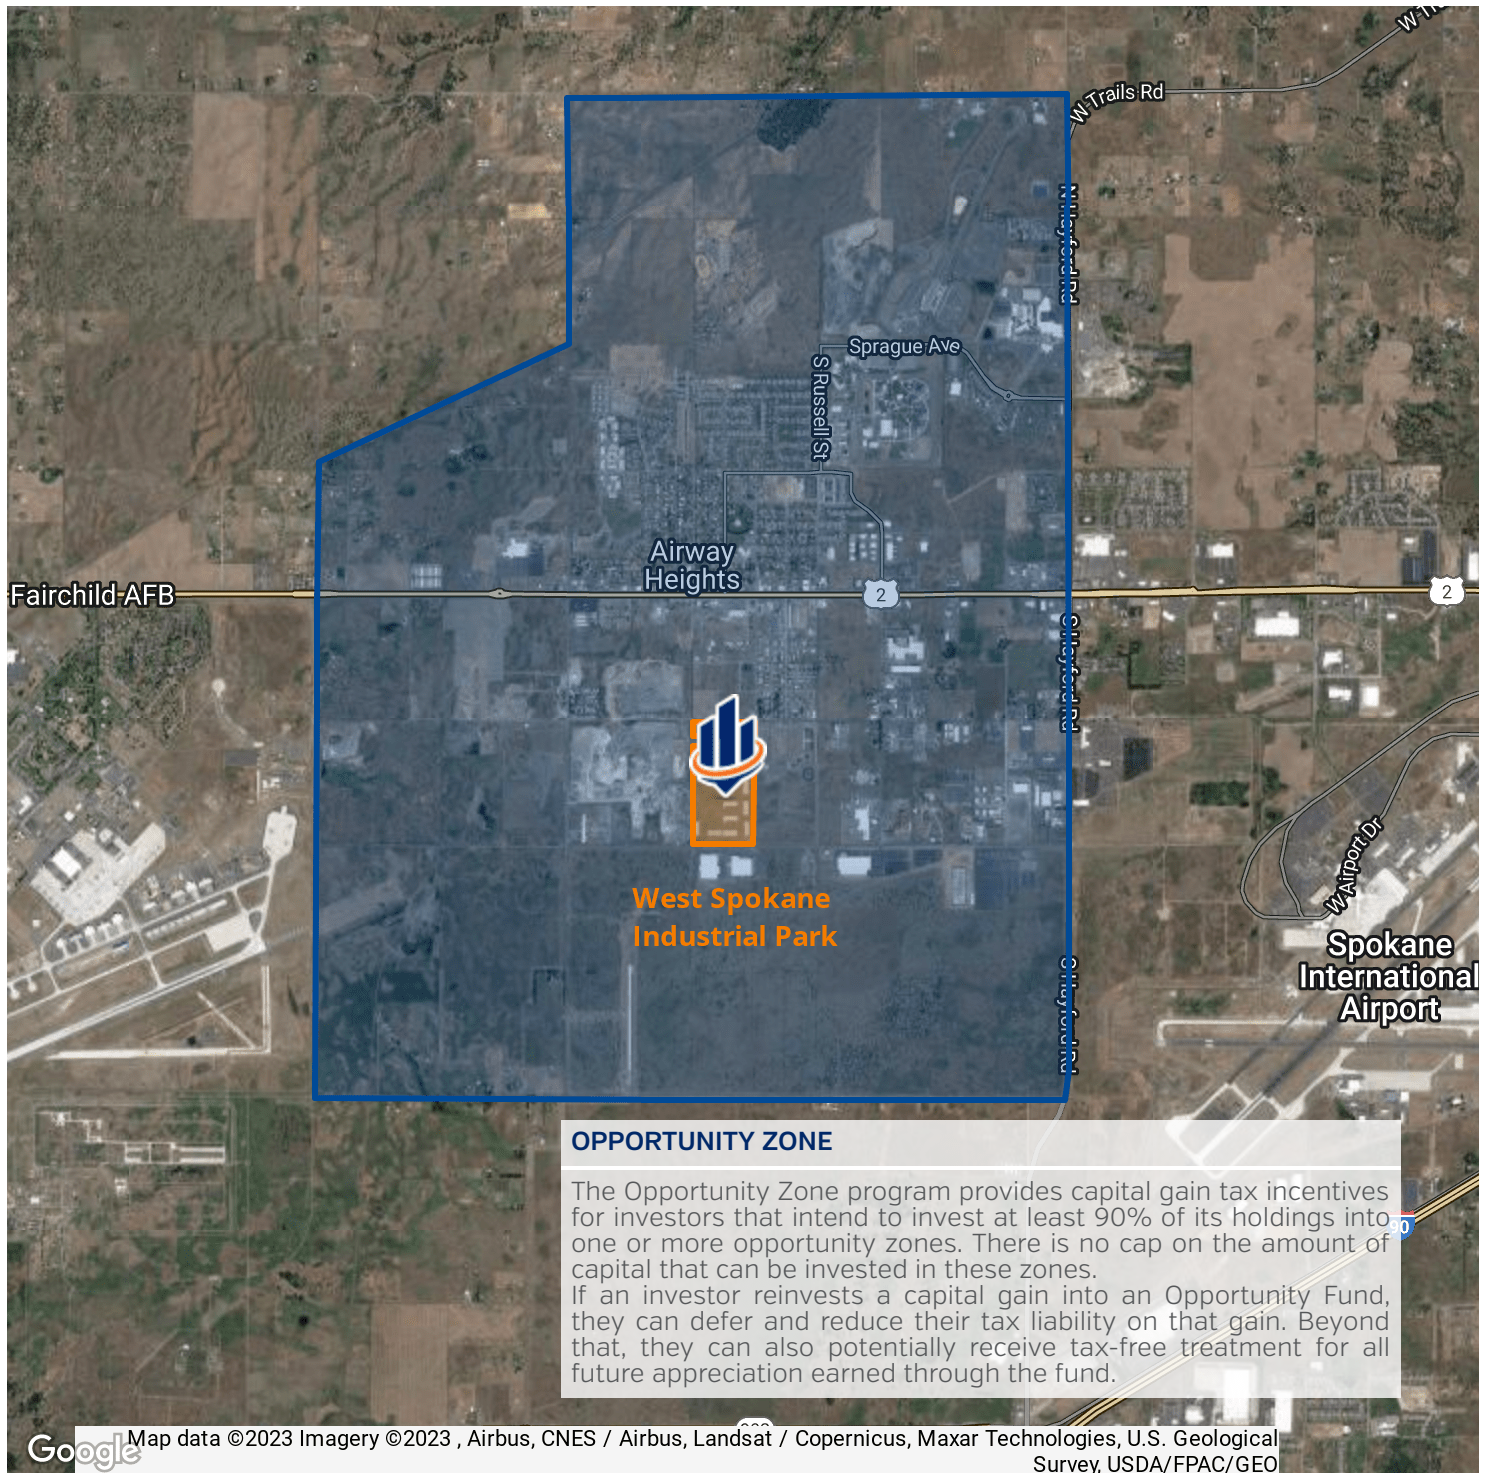 W Trails Rd
N Hayford Rd
Sprague Ave
S Russell St
Airway
Heights
Fairchild AFB
2
2
S Hayford Rd
W Airport Dr
West Spokane
Industrial Park
Spokane
International
Airport
S Hayford Rd
OPPORTUNITY ZONE
The Opportunity Zone program provides capital gain tax incentives
for investors that intend to invest at least 90% of its holdings into
one or more opportunity zones. There is no cap on the amount of
capital that can be invested in these zones.
If an investor reinvests a capital gain into an Opportunity Fund,
they can defer and reduce their tax liability on that gain. Beyond
that, they can also potentially receive tax-free treatment for all
future appreciation earned through the fund.
90
Google
Map data ©2023 Imagery ©2023 , Airbus, CNES / Airbus, Landsat / Copernicus, Maxar Technologies, U.S. Geological
Survey, USDA/FPAC/GEO